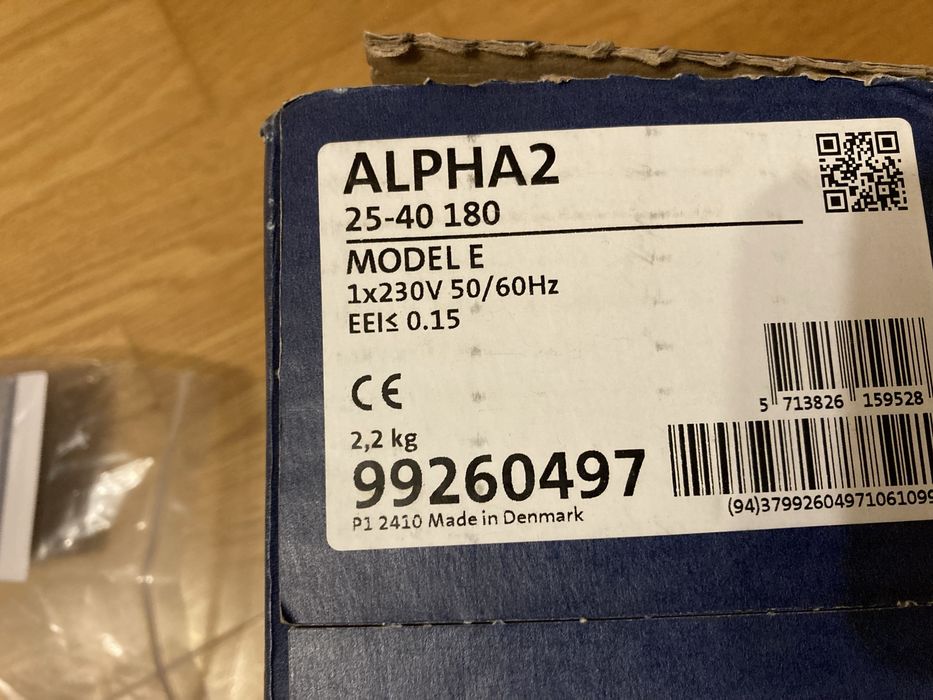 ALPHA2
25-40 180
MODEL E
1x230V 50/60Hz
EEI≤ 0.15
CE
5 713826 159528
2,2 kg
99260497
(94)3799260497106109
P1 2410 Made in Denmark